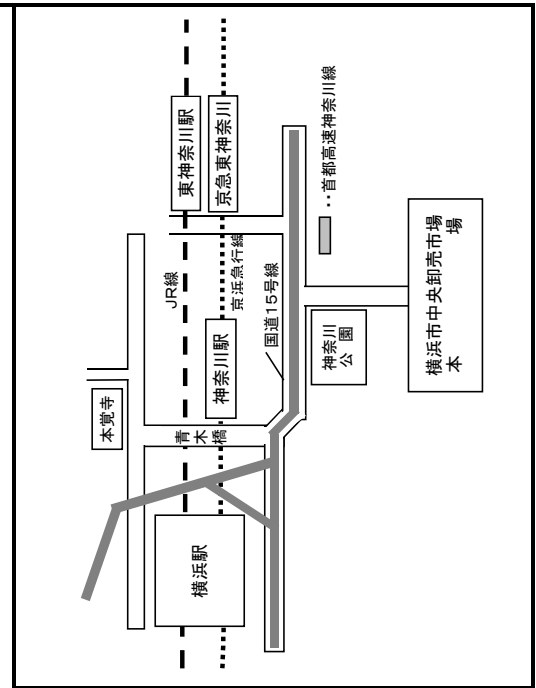 東神奈川駅
京急東神奈川
‥首都高速神奈川線
JR線
京浜急行線
国道15号線
神奈川駅
神奈川
公園
横浜市中央卸売市場
本　　　　　　　場
本覚寺
青木橋
横浜駅